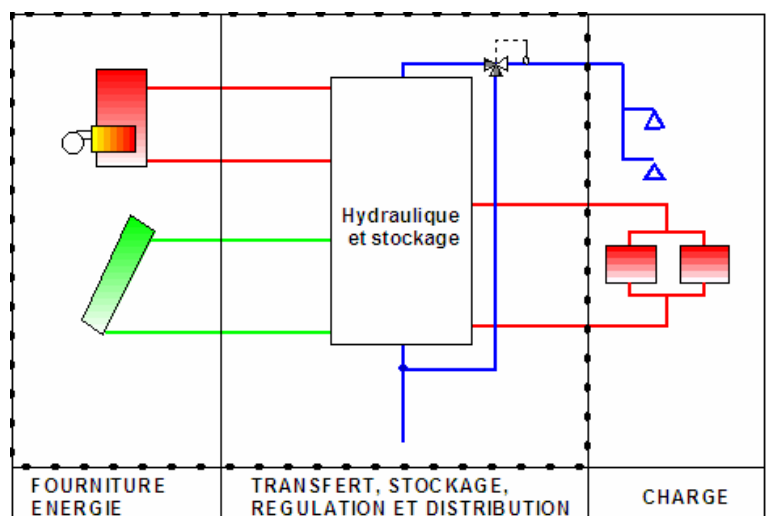 Hydraulique
et stockage
FOURNITURE
ENERGIE
TRANSFERT, STOCKAGE,
REGULATION ET DISTRIBUTION
CHARGE